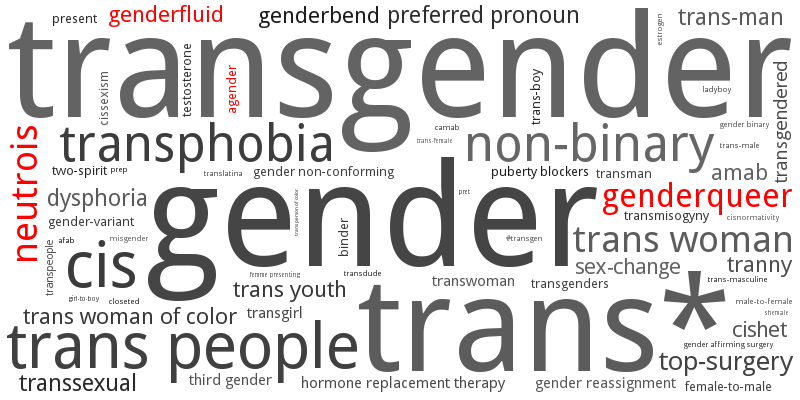 present
genderfluid
genderbend
preferred pronoun
trans-man
estrogen
transgender
cissexism
testosterone
agender
trans-boy
ladyboy
transgendered
transphobia
camab
trans-female
non-binary
gender binary
trans-male
neutrois
two-spirit
prep
translatina
gender non-conforming
puberty blockers
transman
amab
dysphoria
gender
trans person of color
pret
genderqueer
gender-variant
binder
transmisogyny
cisnormativity
transpeople
afab
misgender
cis
trans woman
femme presenting
transdude
sex-change
tranny
girl-to-boy
closeted
trans youth
transwoman
transgenders
trans-masculine
trans woman of color
transgirl
trans*
male-to-female
shemale
cishet
trans people
gender affirming surgery
top-surgery
transsexual
third gender
hormone replacement therapy
gender reassignment
female-to-male